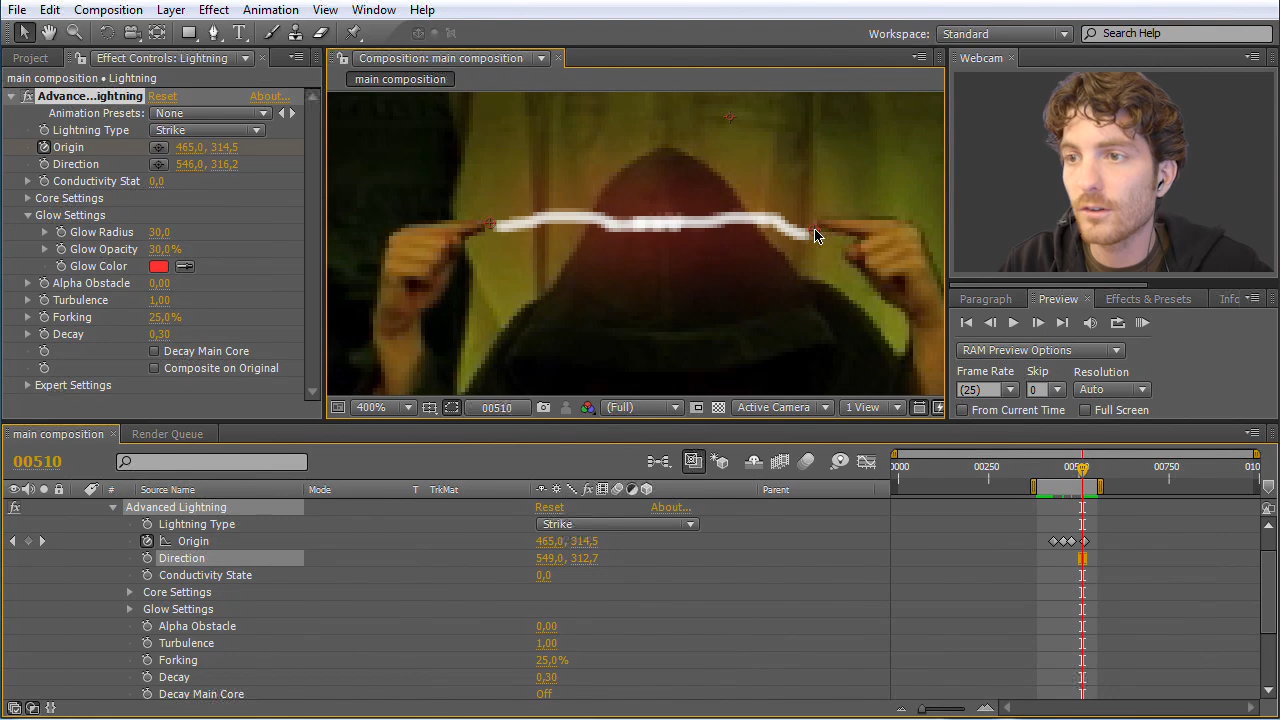 File Edit Composition Layer Effect Animation View Window Help
Workspace: Standard Search Help
Project Effect Controls: Lightning Composition: main composition Webcam
main composition • Lightning main composition
fx Advance...ightning Reset About...
Animation Presets: None
Lightning Type Strike
Origin 465,0, 314,5
Direction 546,0, 316,2
Conductivity Stat 0,0
Core Settings
Glow Settings
Glow Radius 30,0
Glow Opacity 30,0%
Glow Color
Alpha Obstacle 0,00
Turbulence 1,00
Forking 25,0%
Decay 0,30
Decay Main Core
Composite on Original
Expert Settings
Paragraph Preview Effects & Presets Info
RAM Preview Options
Frame Rate Skip Resolution
(25) 0 Auto
From Current Time Full Screen
400% 00510 (Full) Active Camera 1 View
main composition Render Queue
00510
0000 00250 0050 00750 010
# Source Name Mode T TrkMat fx Parent
fx Advanced Lightning Reset About...
Lightning Type Strike
Origin 465,0, 314,5
Direction 549,0, 312,7
Conductivity State 0,0
Core Settings
Glow Settings
Alpha Obstacle 0,00
Turbulence 1,00
Forking 25,0%
Decay 0,30
Decay Main Core Off